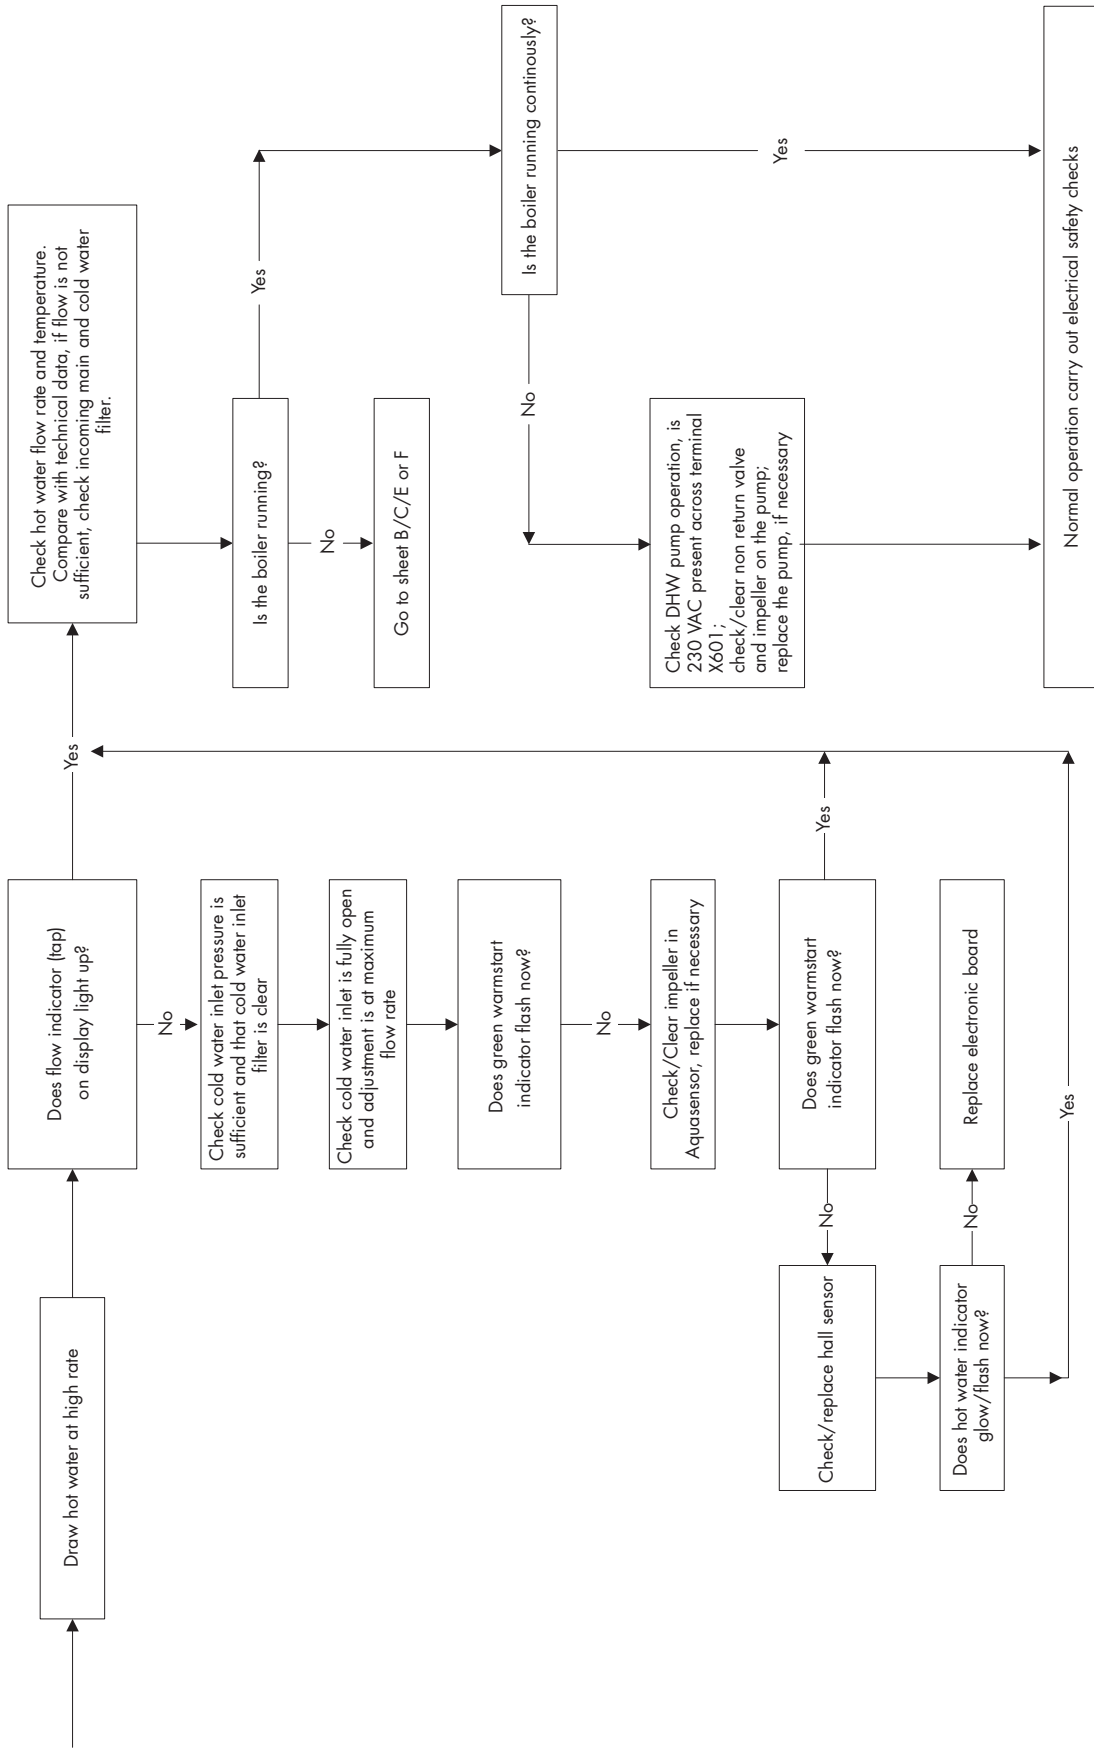 Draw hot water at high rate
Does flow indicator (tap)
on display light up?
Yes
Check hot water flow rate and temperature.
Compare with technical data, if flow is not
sufficient, check incoming main and cold water
filter.
No
Check cold water inlet pressure is
sufficient and that cold water inlet
filter is clear
Check cold water inlet is fully open
and adjustment is at maximum
flow rate
Does green warmstart
indicator flash now?
No
Check/Clear impeller in
Aquasensor, replace if necessary
Does green warmstart
indicator flash now?
Yes
No
Check/replace hall sensor
Does hot water indicator
glow/flash now?
No
Replace electronic board
Yes
Is the boiler running?
Yes
No
Go to sheet B/C/E or F
Is the boiler running continously?
No
Yes
Check DHW pump operation, is
230 VAC present across terminal
X601;
check/clear non return valve
and impeller on the pump;
replace the pump, if necessary
Normal operation carry out electrical safety checks